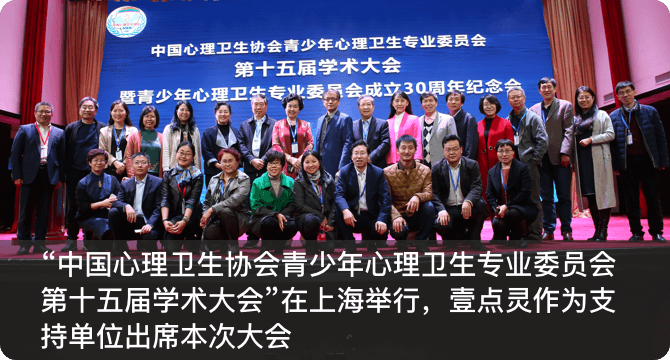 中国心理卫生协会青少年心理卫生专业委员会
第十五届学术大会
暨青少年心理卫生专业委员会成立30周年纪念会
“中国心理卫生协会青少年心理卫生专业委员会
第十五届学术大会”在上海举行，壹点灵作为支
持单位出席本次大会